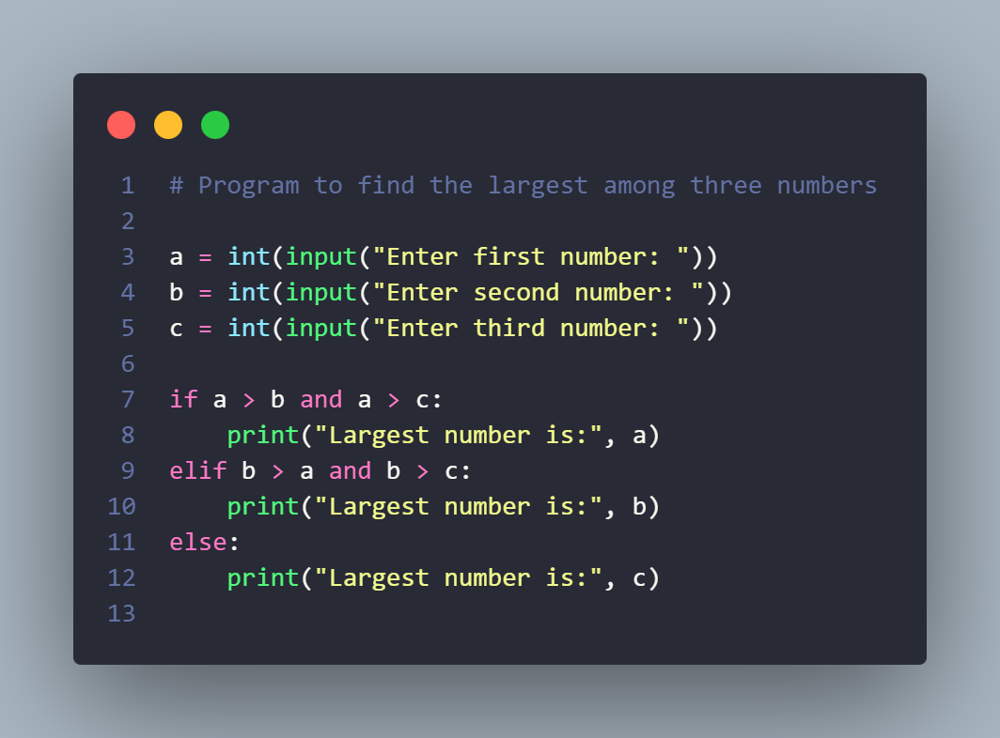 1 # Program to find the largest among three numbers
2
3 a = int(input("Enter first number: "))
4 b = int(input("Enter second number: "))
5 c = int(input("Enter third number: "))
6
7 if a > b and a > c:
8     print("Largest number is:", a)
9 elif b > a and b > c:
10     print("Largest number is:", b)
11 else:
12     print("Largest number is:", c)
13